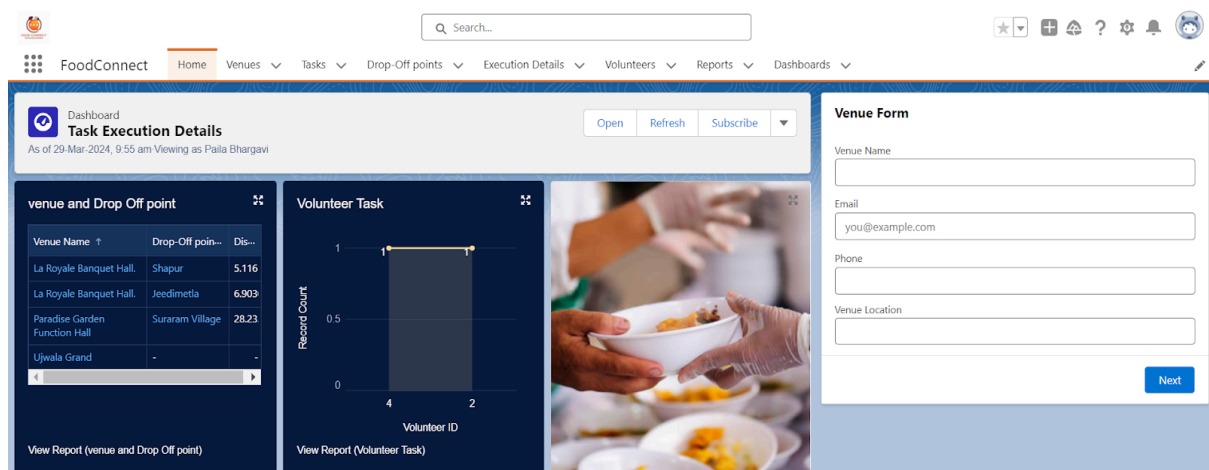 Search...
FoodConnect
Home
Venues
Tasks
Drop-Off points
Execution Details
Volunteers
Reports
Dashboards
Dashboard
Task Execution Details
As of 29-Mar-2024, 9:55 am·Viewing as Paila Bhargavi
Open
Refresh
Subscribe
venue and Drop Off point
Venue Name ↑ Drop-Off poin... Dis...
La Royale Banquet Hall. Shapur 5.116
La Royale Banquet Hall. Jeedimetla 6.903
Paradise Garden Suraram Village 28.23
Function Hall
Ujwala Grand - -
View Report (venue and Drop Off point)
Volunteer Task
Record Count
1
0.5
0
1 1
4 2
Volunteer ID
View Report (Volunteer Task)
Venue Form
Venue Name
Email
you@example.com
Phone
Venue Location
Next